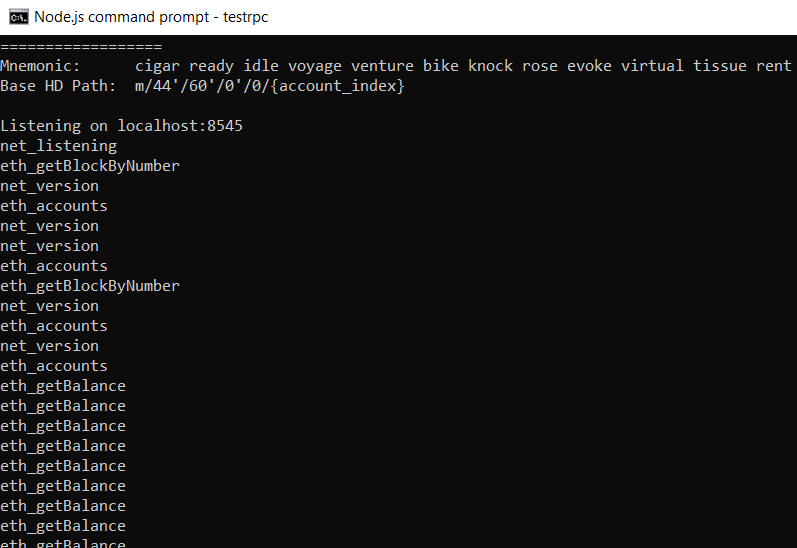 Node.js command prompt - testrpc
==================
Mnemonic:      cigar ready idle voyage venture bike knock rose evoke virtual tissue rent
Base HD Path:  m/44'/60'/0'/0/{account_index}

Listening on localhost:8545
net_listening
eth_getBlockByNumber
net_version
eth_accounts
net_version
net_version
eth_accounts
eth_getBlockByNumber
net_version
eth_accounts
net_version
eth_accounts
eth_getBalance
eth_getBalance
eth_getBalance
eth_getBalance
eth_getBalance
eth_getBalance
eth_getBalance
eth_getBalance
eth_getBalance